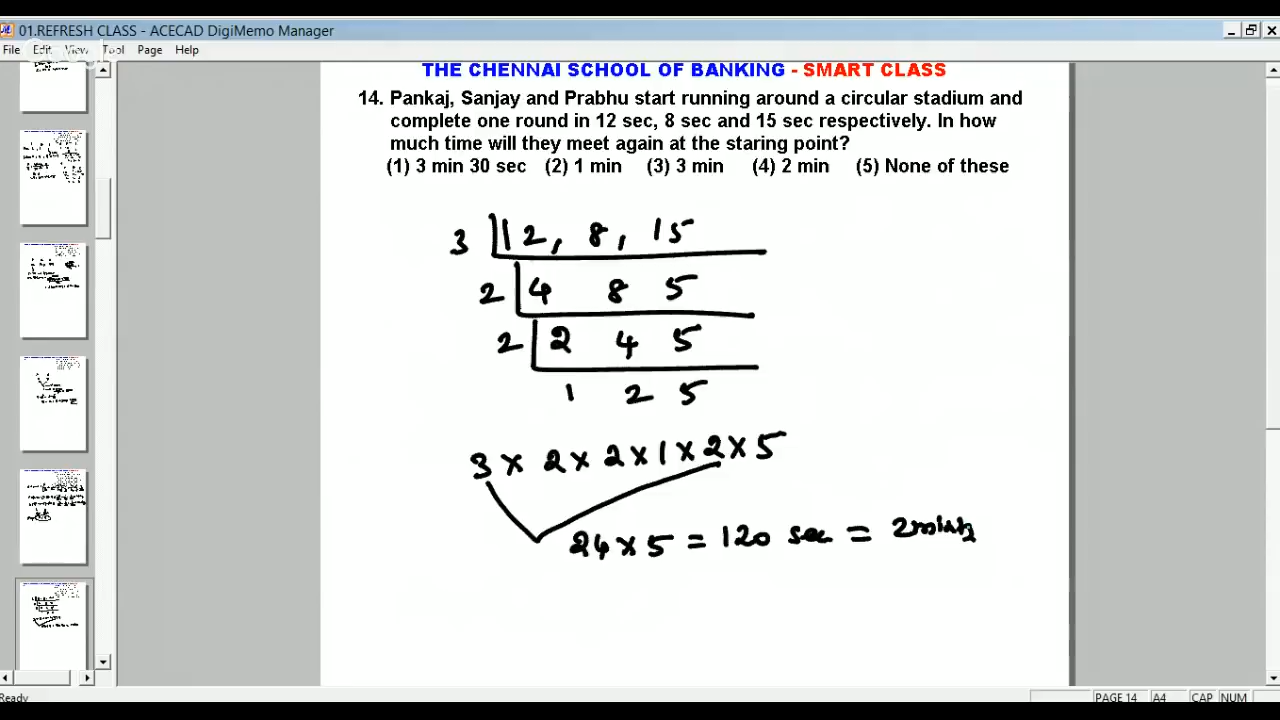 01.REFRESH CLASS - ACECAD DigiMemo Manager
File Edit View Tool Page Help
THE CHENNAI SCHOOL OF BANKING - SMART CLASS
14. Pankaj, Sanjay and Prabhu start running around a circular stadium and
complete one round in 12 sec, 8 sec and 15 sec respectively. In how
much time will they meet again at the staring point?
(1) 3 min 30 sec (2) 1 min (3) 3 min (4) 2 min (5) None of these
3 12, 8, 15
2 4 8 5
2 2 4 5
1 2 5
3 × 2 × 2 × 1 × 2 × 5
24 × 5 = 120 sec = 2
Ready PAGE 14 A4 CAP NUM